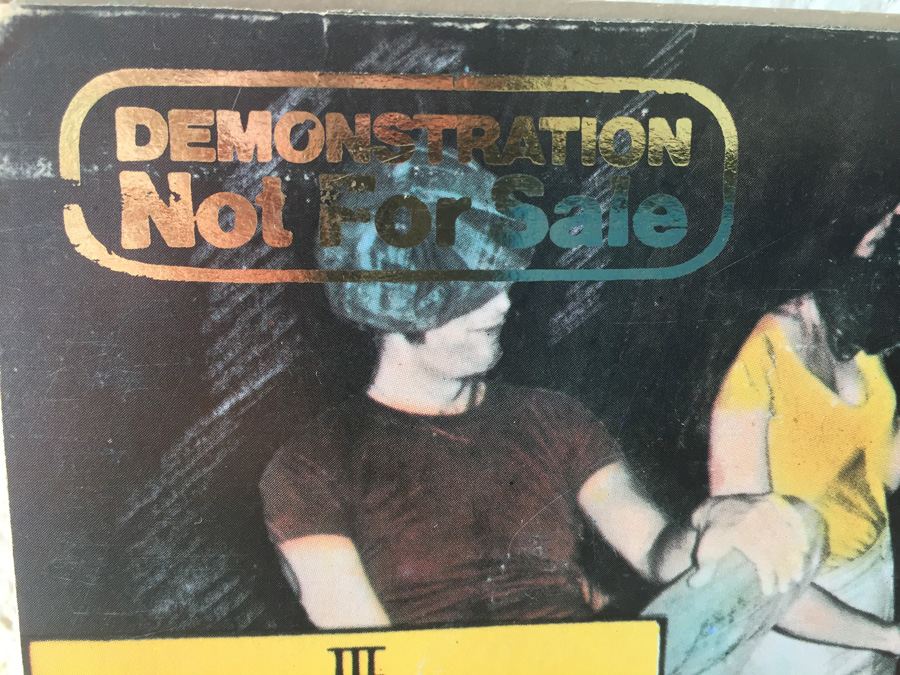 DEMONSTRATION
Not For Sale
III